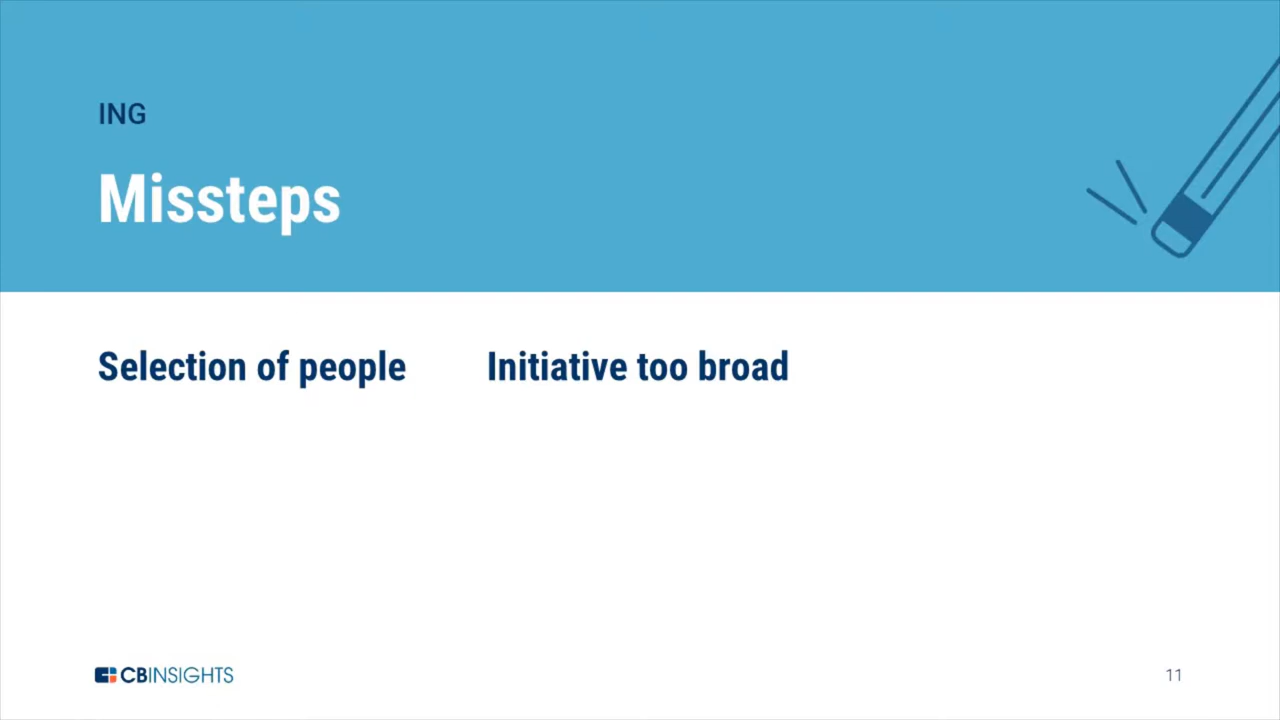 ING
Missteps
Selection of people
Initiative too broad
CBINSIGHTS
11